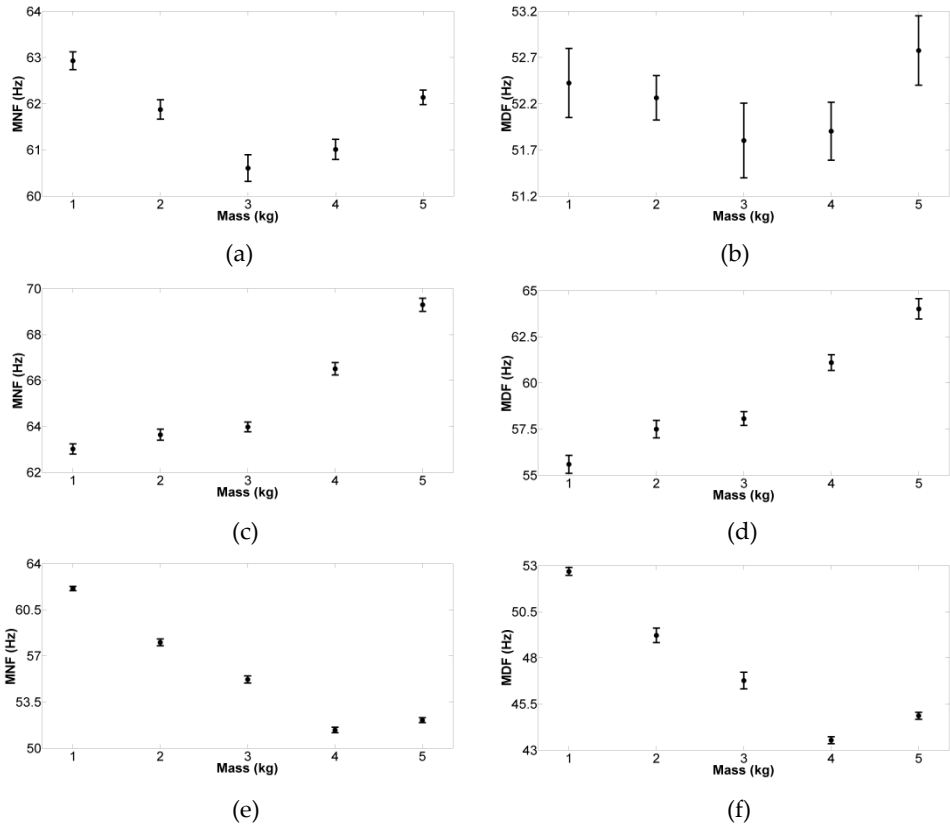 64
63
62
61
60
MNF (Hz)
1 2 3 4 5
Mass (kg)
(a)
53.2
52.7
52.2
51.7
51.2
MDF (Hz)
1 2 3 4 5
Mass (kg)
(b)
70
68
66
64
62
MNF (Hz)
1 2 3 4 5
Mass (kg)
(c)
65
62.5
60
57.5
55
MDF (Hz)
1 2 3 4 5
Mass (kg)
(d)
64
60.5
57
53.5
50
MNF (Hz)
1 2 3 4 5
Mass (kg)
(e)
53
50.5
48
45.5
43
MDF (Hz)
1 2 3 4 5
Mass (kg)
(f)